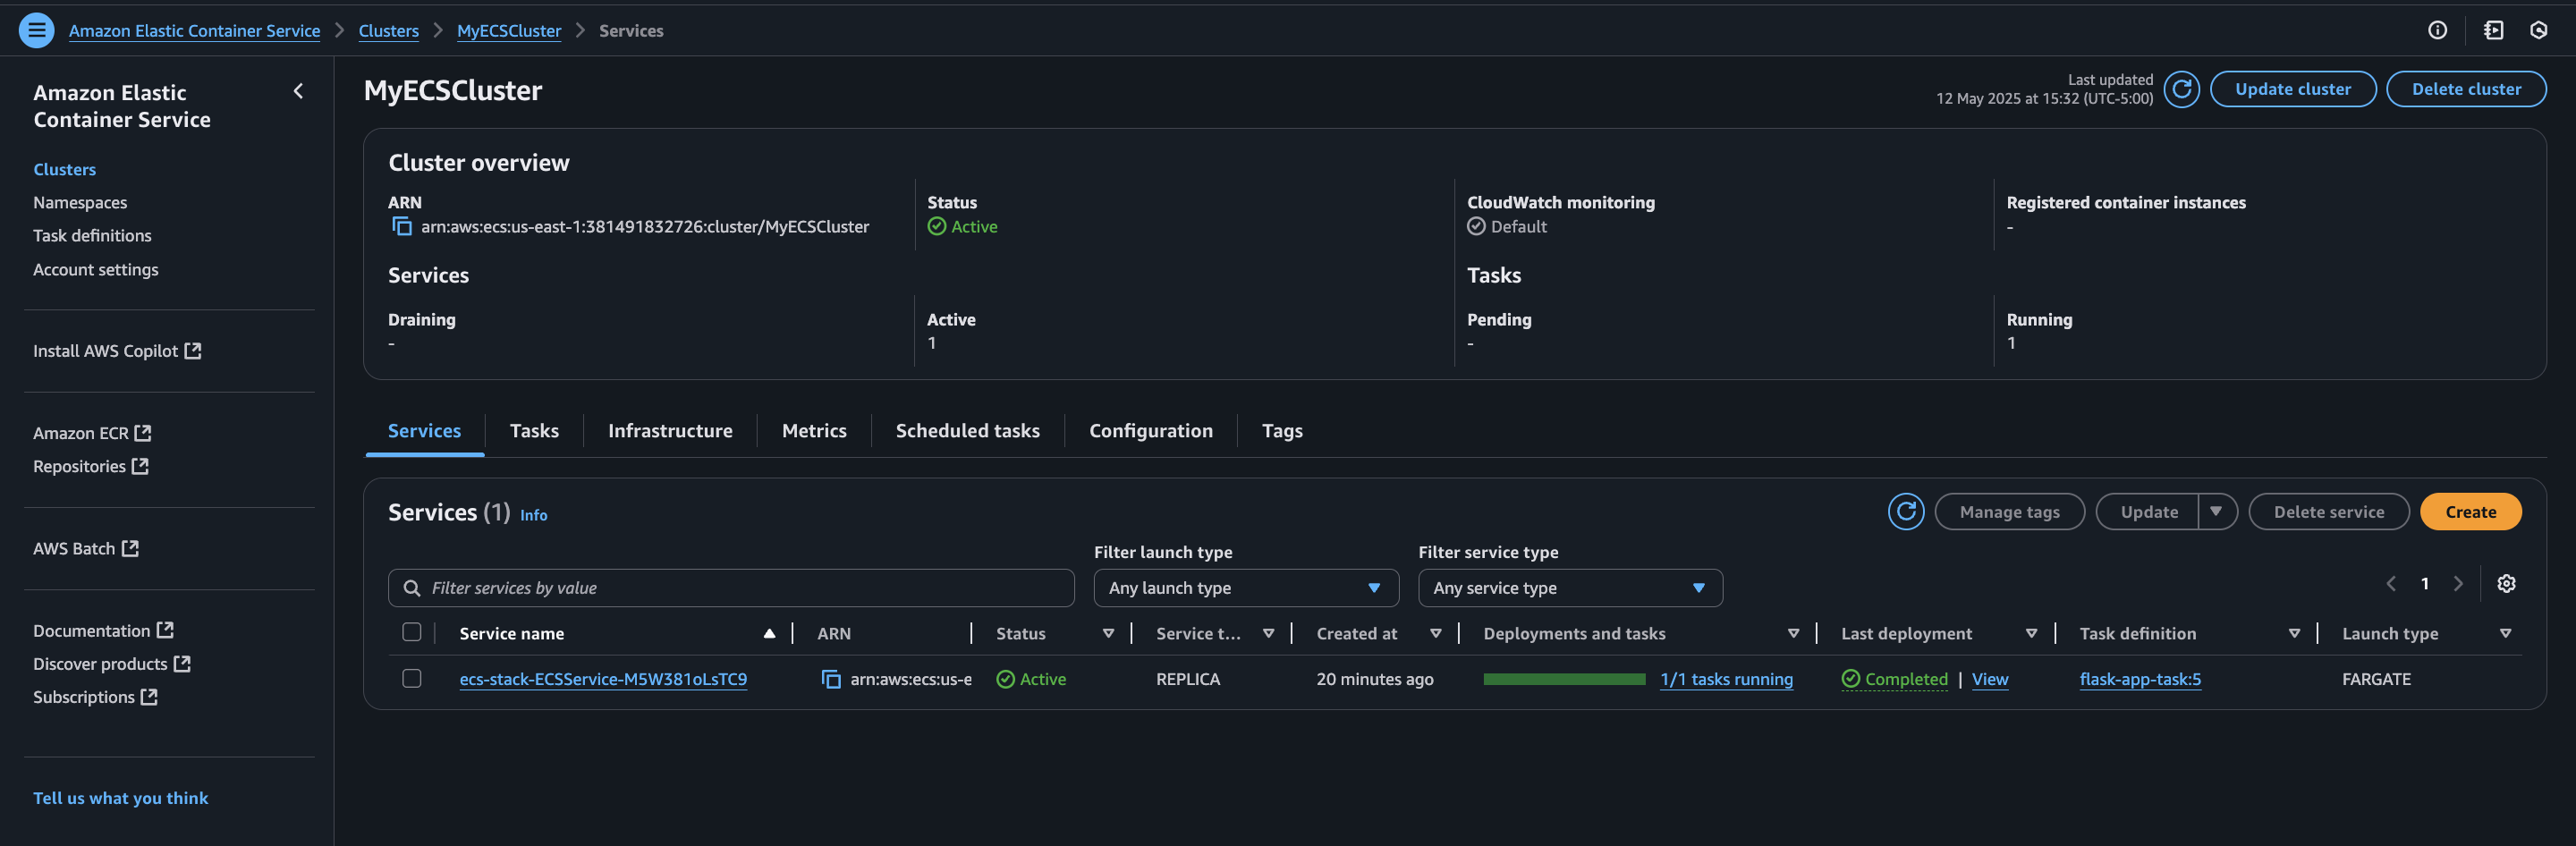 Amazon Elastic Container Service > Clusters > MyECSCluster > Services
Amazon Elastic
Container Service
Clusters
Namespaces
Task definitions
Account settings
Install AWS Copilot
Amazon ECR
Repositories
AWS Batch
Documentation
Discover products
Subscriptions
Tell us what you think
MyECSCluster
Last updated
12 May 2025 at 15:32 (UTC-5:00)
Update cluster
Delete cluster
Cluster overview
ARN
arn:aws:ecs:us-east-1:381491832726:cluster/MyECSCluster
Status
Active
CloudWatch monitoring
Default
Registered container instances
-
Services
Draining
-
Active
1
Tasks
Pending
-
Running
1
Services Tasks Infrastructure Metrics Scheduled tasks Configuration Tags
Services (1) Info
Manage tags Update Delete service Create
Filter launch type
Filter service type
Filter services by value
Any launch type
Any service type
1
Service name ARN Status Service t... Created at Deployments and tasks Last deployment Task definition Launch type
ecs-stack-ECSService-M5W381oLsTC9 arn:aws:ecs:us-e Active REPLICA 20 minutes ago 1/1 tasks running Completed | View flask-app-task:5 FARGATE